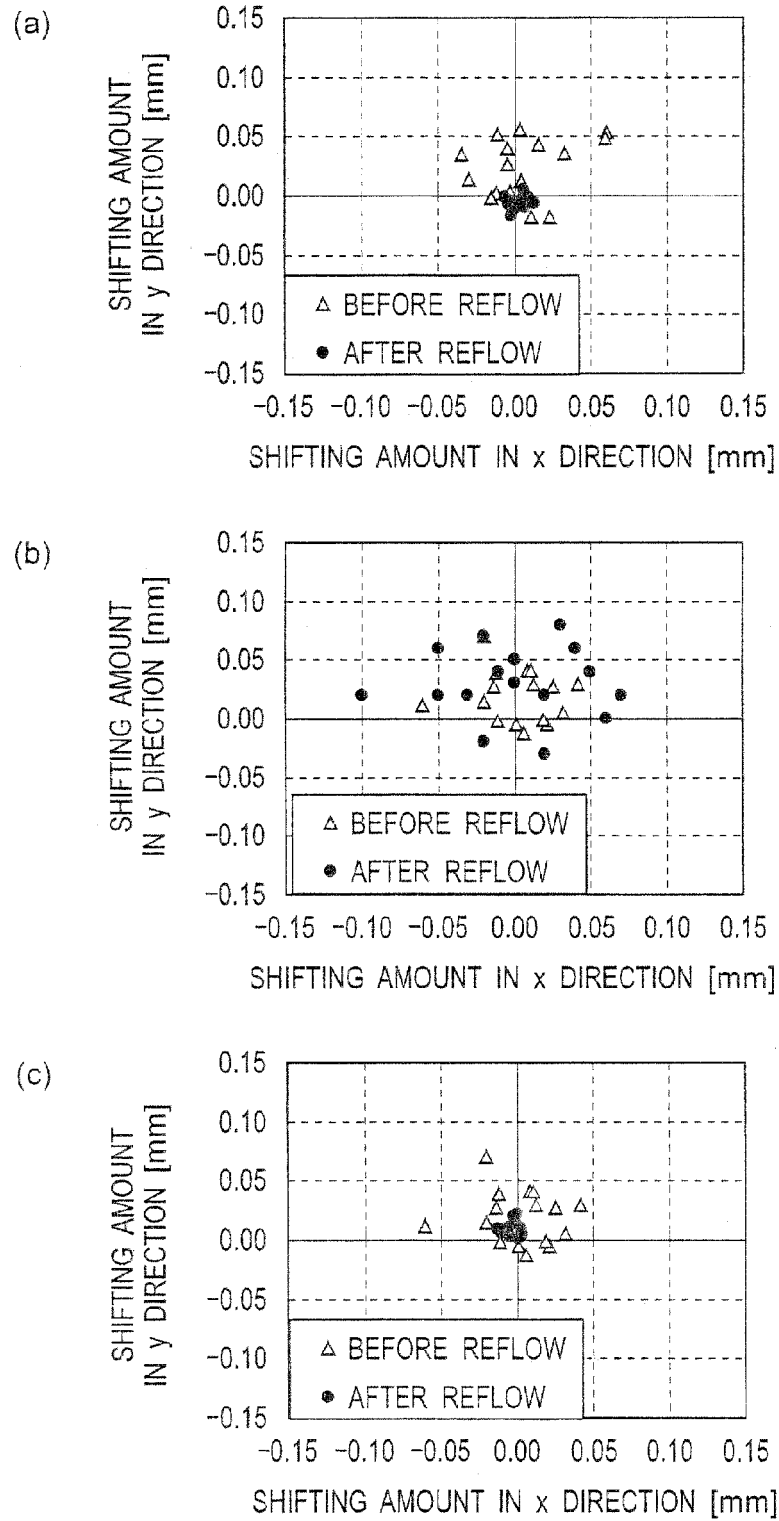 (a)
SHIFTING AMOUNT
IN y DIRECTION [mm]
0.15
0.10
0.05
0.00
−0.05
−0.10
−0.15
△ BEFORE REFLOW
● AFTER REFLOW
−0.15 −0.10 −0.05 0.00 0.05 0.10 0.15
SHIFTING AMOUNT IN x DIRECTION [mm]
(b)
SHIFTING AMOUNT
IN y DIRECTION [mm]
0.15
0.10
0.05
0.00
−0.05
−0.10
−0.15
△ BEFORE REFLOW
● AFTER REFLOW
−0.15 −0.10 −0.05 0.00 0.05 0.10 0.15
SHIFTING AMOUNT IN x DIRECTION [mm]
(c)
SHIFTING AMOUNT
IN y DIRECTION [mm]
0.15
0.10
0.05
0.00
−0.05
−0.10
−0.15
△ BEFORE REFLOW
● AFTER REFLOW
−0.15 −0.10 −0.05 0.00 0.05 0.10 0.15
SHIFTING AMOUNT IN x DIRECTION [mm]